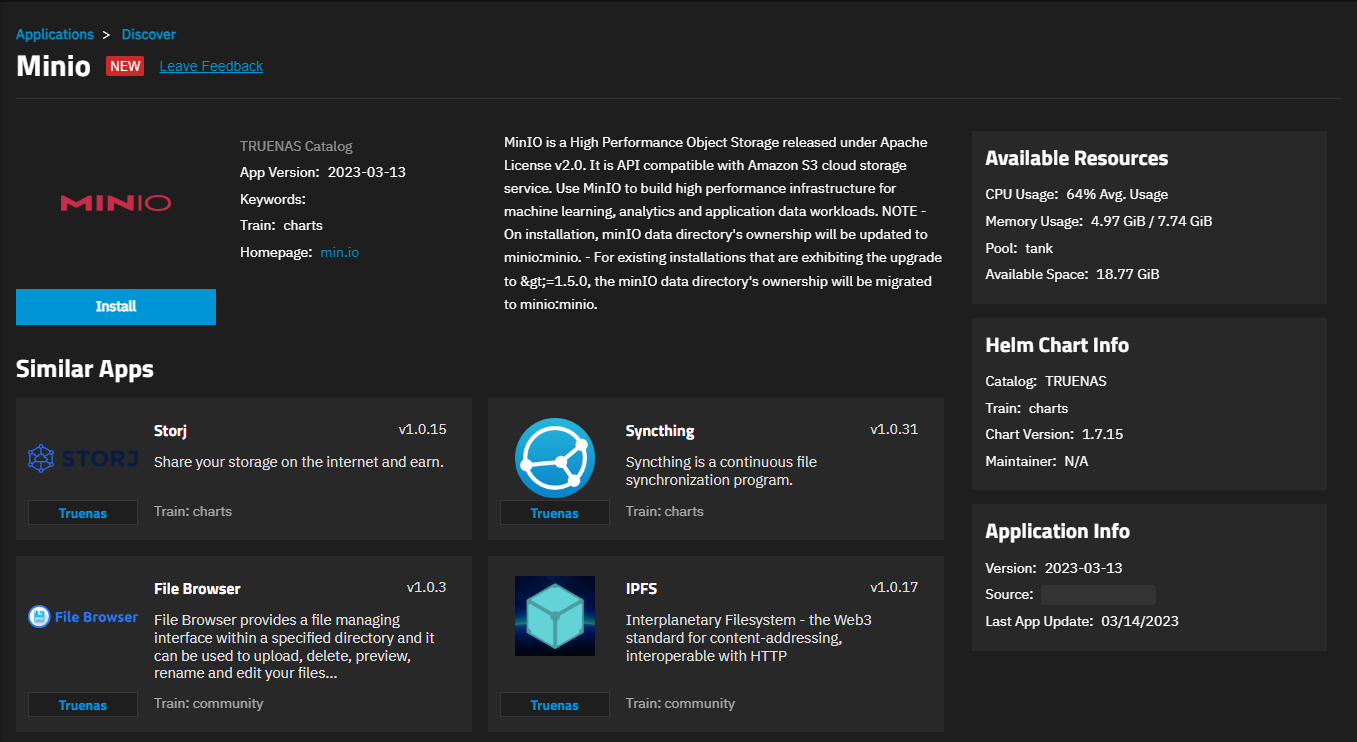 Applications > Discover
Minio NEW Leave Feedback
MINIO
TRUENAS Catalog
App Version: 2023-03-13
Keywords:
Train: charts
Homepage: min.io
Install
MinIO is a High Performance Object Storage released under Apache
License v2.0. It is API compatible with Amazon S3 cloud storage
service. Use MinIO to build high performance infrastructure for
machine learning, analytics and application data workloads. NOTE -
On installation, minIO data directory's ownership will be updated to
minio:minio. - For existing installations that are exhibiting the upgrade
to &gt;=1.5.0, the minIO data directory's ownership will be migrated
to minio:minio.
Available Resources
CPU Usage: 64% Avg. Usage
Memory Usage: 4.97 GiB / 7.74 GiB
Pool: tank
Available Space: 18.77 GiB
Helm Chart Info
Catalog: TRUENAS
Train: charts
Chart Version: 1.7.15
Maintainer: N/A
Application Info
Version: 2023-03-13
Source:
Last App Update: 03/14/2023
Similar Apps
STORJ
Storj v1.0.15
Share your storage on the internet and earn.
Truenas
Train: charts
Syncthing v1.0.31
Syncthing is a continuous file
synchronization program.
Truenas
Train: charts
File Browser
File Browser v1.0.3
File Browser provides a file managing
interface within a specified directory and it
can be used to upload, delete, preview,
rename and edit your files...
Truenas
Train: community
IPFS v1.0.17
Interplanetary Filesystem - the Web3
standard for content-addressing,
interoperable with HTTP
Truenas
Train: community